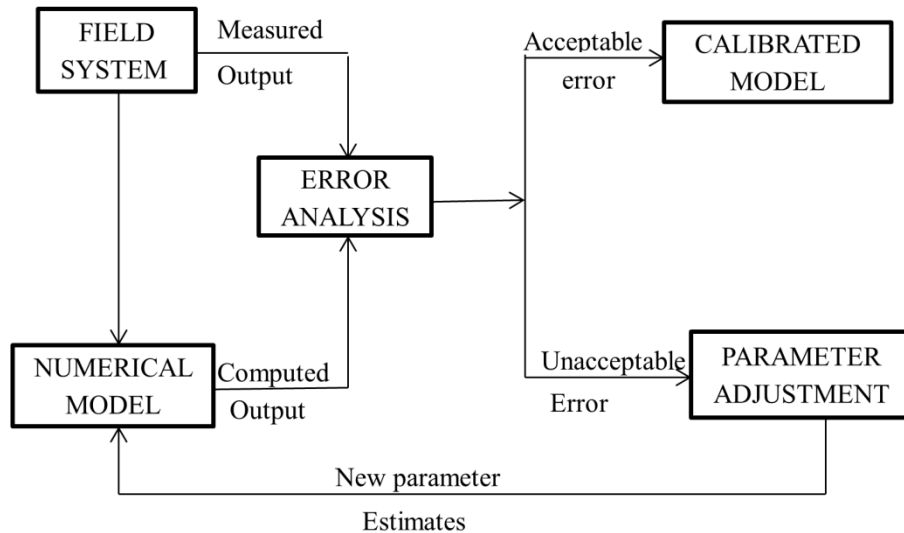 FIELD
SYSTEM
Measured
Output
Acceptable
error
CALIBRATED
MODEL
ERROR
ANALYSIS
NUMERICAL
MODEL
Computed
Output
Unacceptable
Error
PARAMETER
ADJUSTMENT
New parameter
Estimates